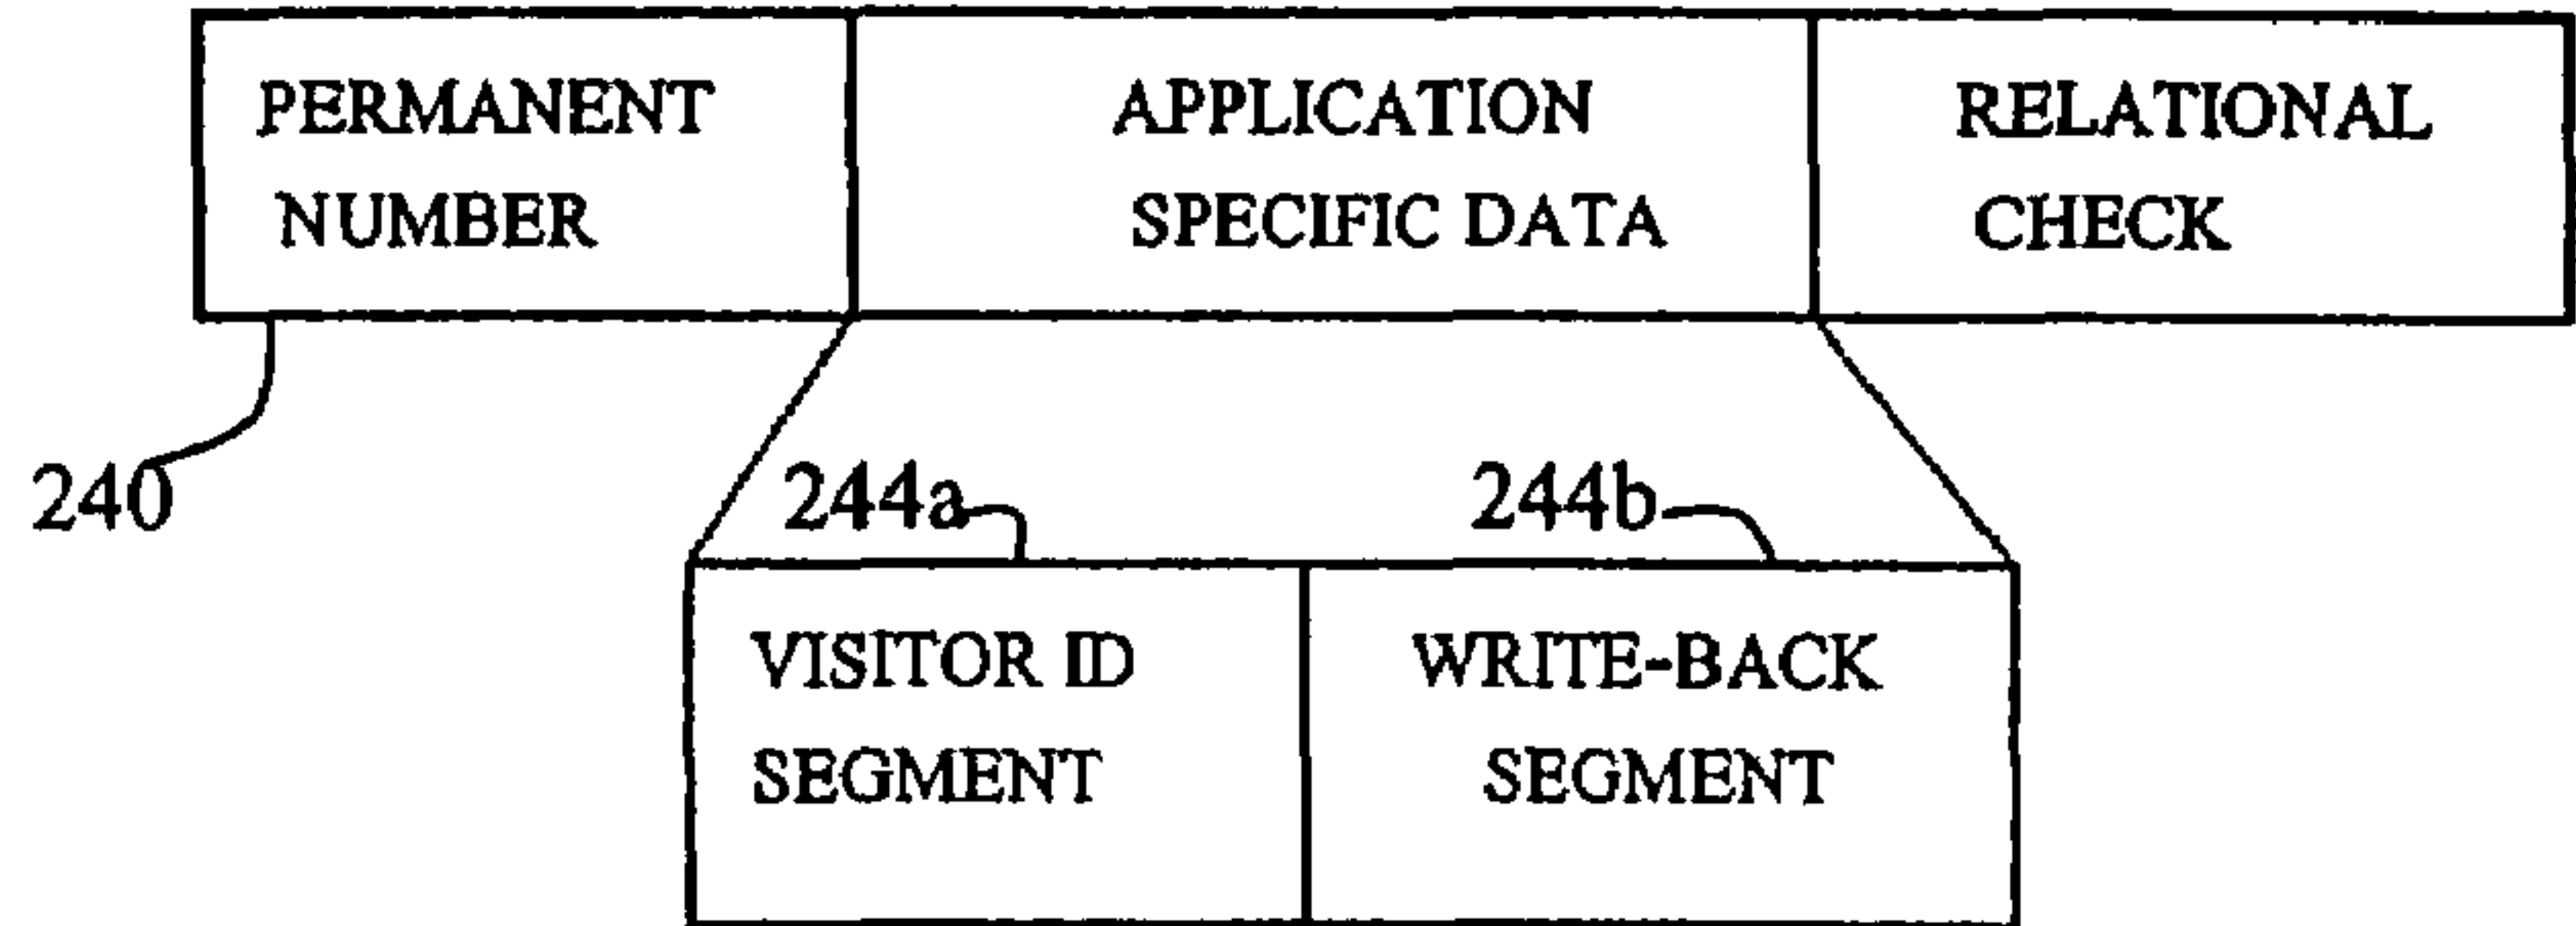 PERMANENT
NUMBER
APPLICATION
SPECIFIC DATA
RELATIONAL
CHECK
240
244a
244b
VISITOR ID
SEGMENT
WRITE-BACK
SEGMENT